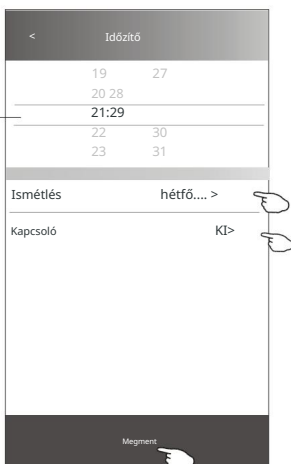 < Időzítő
19 27
20 28
21:29
22 30
23 31
Ismétlés hétfő.... >
Kapcsoló KI>
Megment